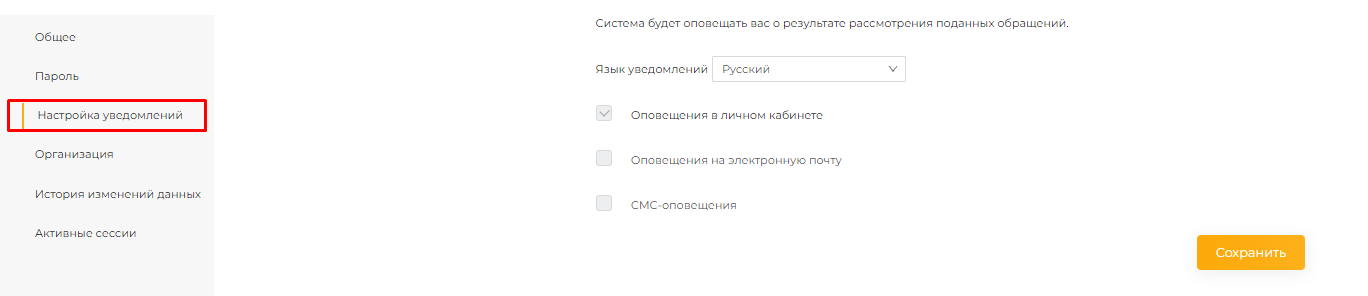 Общее
Пароль
Настройка уведомлений
Организация
История изменений данных
Активные сессии
Система будет оповещать вас о результате рассмотрения поданных обращений.
Язык уведомлений Русский
Оповещения в личном кабинете
Оповещения на электронную почту
СМС-оповещения
Сохранить